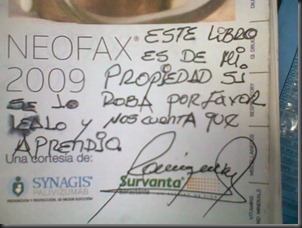 NEOFAX®
2009
ESTE LIBRO
ES DE MI
PROPIEDAD SI
SE LO
ROBA POR FAVOR
LEALO Y NOS CUENTA QUE
APRENDIO.
Una cortesía de:
SYNAGIS®
PALIVIZUMAB
Survanta®